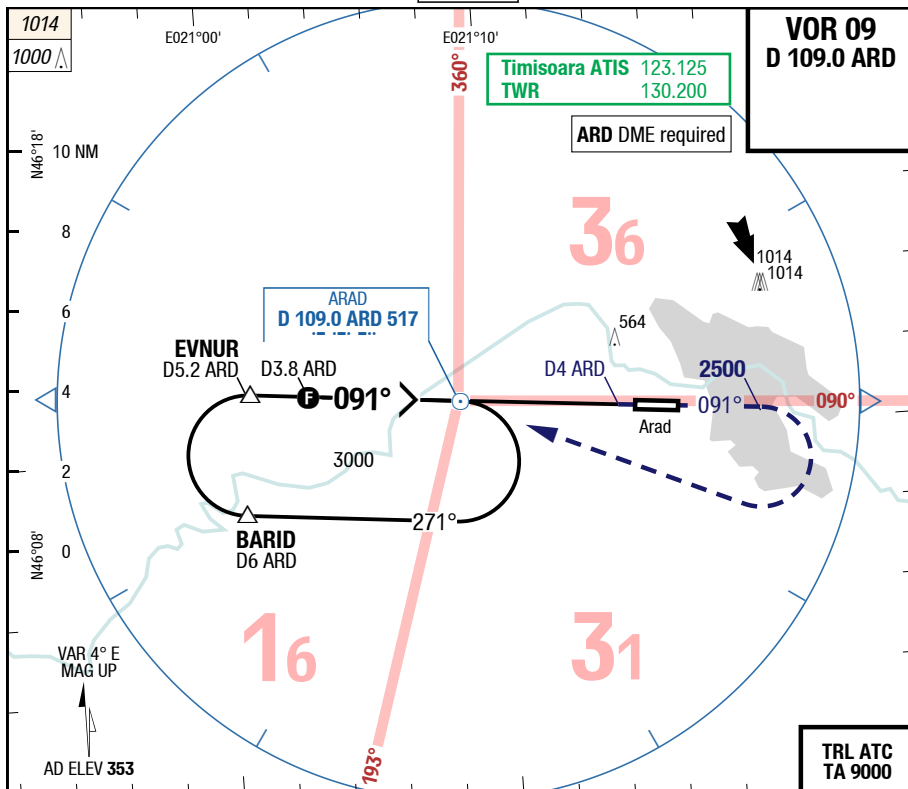 1014
1000
E021°00'
E021°10'
VOR 09
D 109.0 ARD
Timisoara ATIS 123.125
TWR 130.200
ARD DME required
360°
N46°18'
10 NM
8
6
4
2
0
N46°08'
36
1014
1014
564
ARAD
D 109.0 ARD 517
EVNUR
D5.2 ARD
D3.8 ARD
F
091°
D4 ARD
2500
091°
090°
Arad
3000
271°
BARID
D6 ARD
16
31
193°
VAR 4° E
MAG UP
AD ELEV 353
TRL ATC
TA 9000